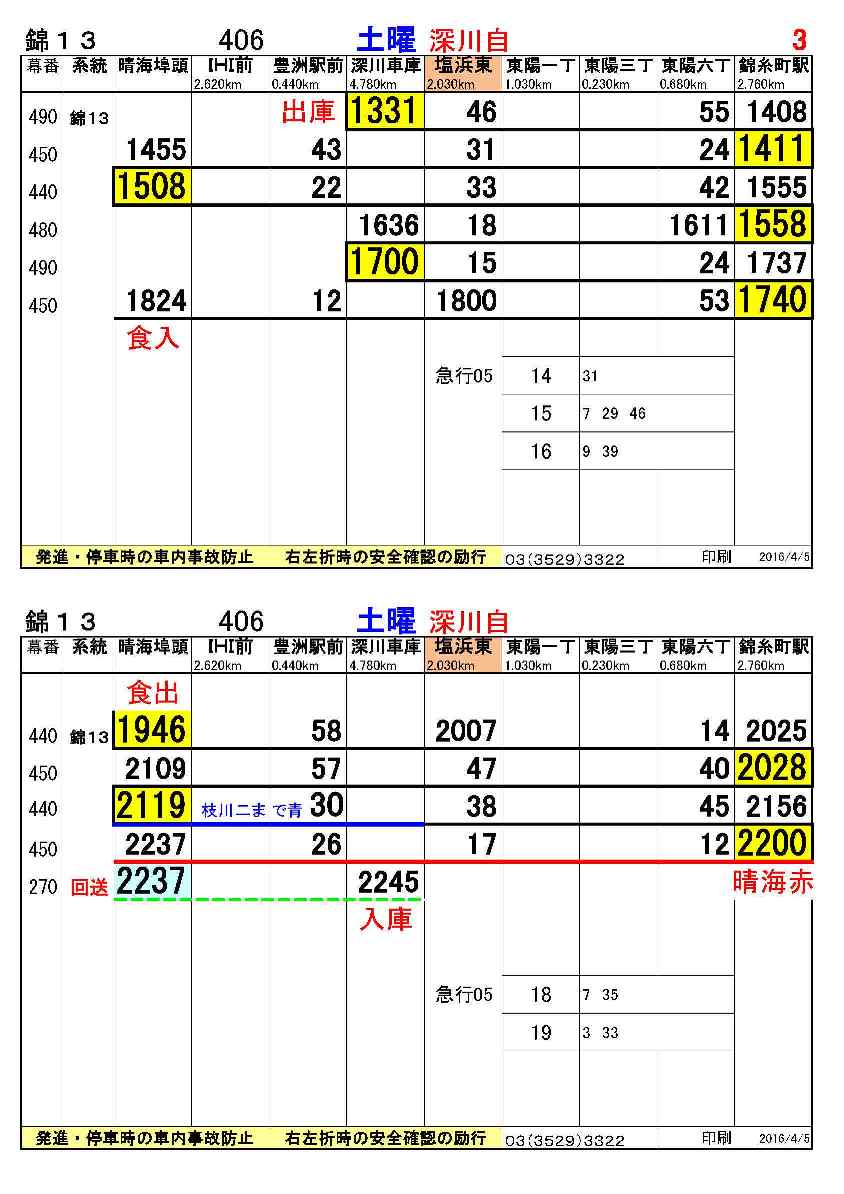 錦１３ 406 土曜 深川自 3
幕番 系統 晴海埠頭 IHI前 豊洲駅前 深川車庫 塩浜東 東陽一丁 東陽三丁 東陽六丁 錦糸町駅
2.620km 0.440km 4.780km 2.030km 1.030km 0.230km 0.680km 2.760km
490 錦13 出庫 1331 46 55 1408
450 1455 43 31 24 1411
440 1508 22 33 42 1555
480 1636 18 1611 1558
490 1700 15 24 1737
450 1824 12 1800 53 1740
食入
急行05 14 31
15 7 29 46
16 9 39
発進・停車時の車内事故防止 右左折時の安全確認の励行 03(3529)3322 印刷 2016/4/5
錦１３ 406 土曜 深川自
幕番 系統 晴海埠頭 IHI前 豊洲駅前 深川車庫 塩浜東 東陽一丁 東陽三丁 東陽六丁 錦糸町駅
2.620km 0.440km 4.780km 2.030km 1.030km 0.230km 0.680km 2.760km
食出
440 錦13 1946 58 2007 14 2025
450 2109 57 47 40 2028
440 2119 枝川二まで青 30 38 45 2156
450 2237 26 17 12 2200
270 回送 2237 2245 晴海赤
入庫
急行05 18 7 35
19 3 33
発進・停車時の車内事故防止 右左折時の安全確認の励行 03(3529)3322 印刷 2016/4/5